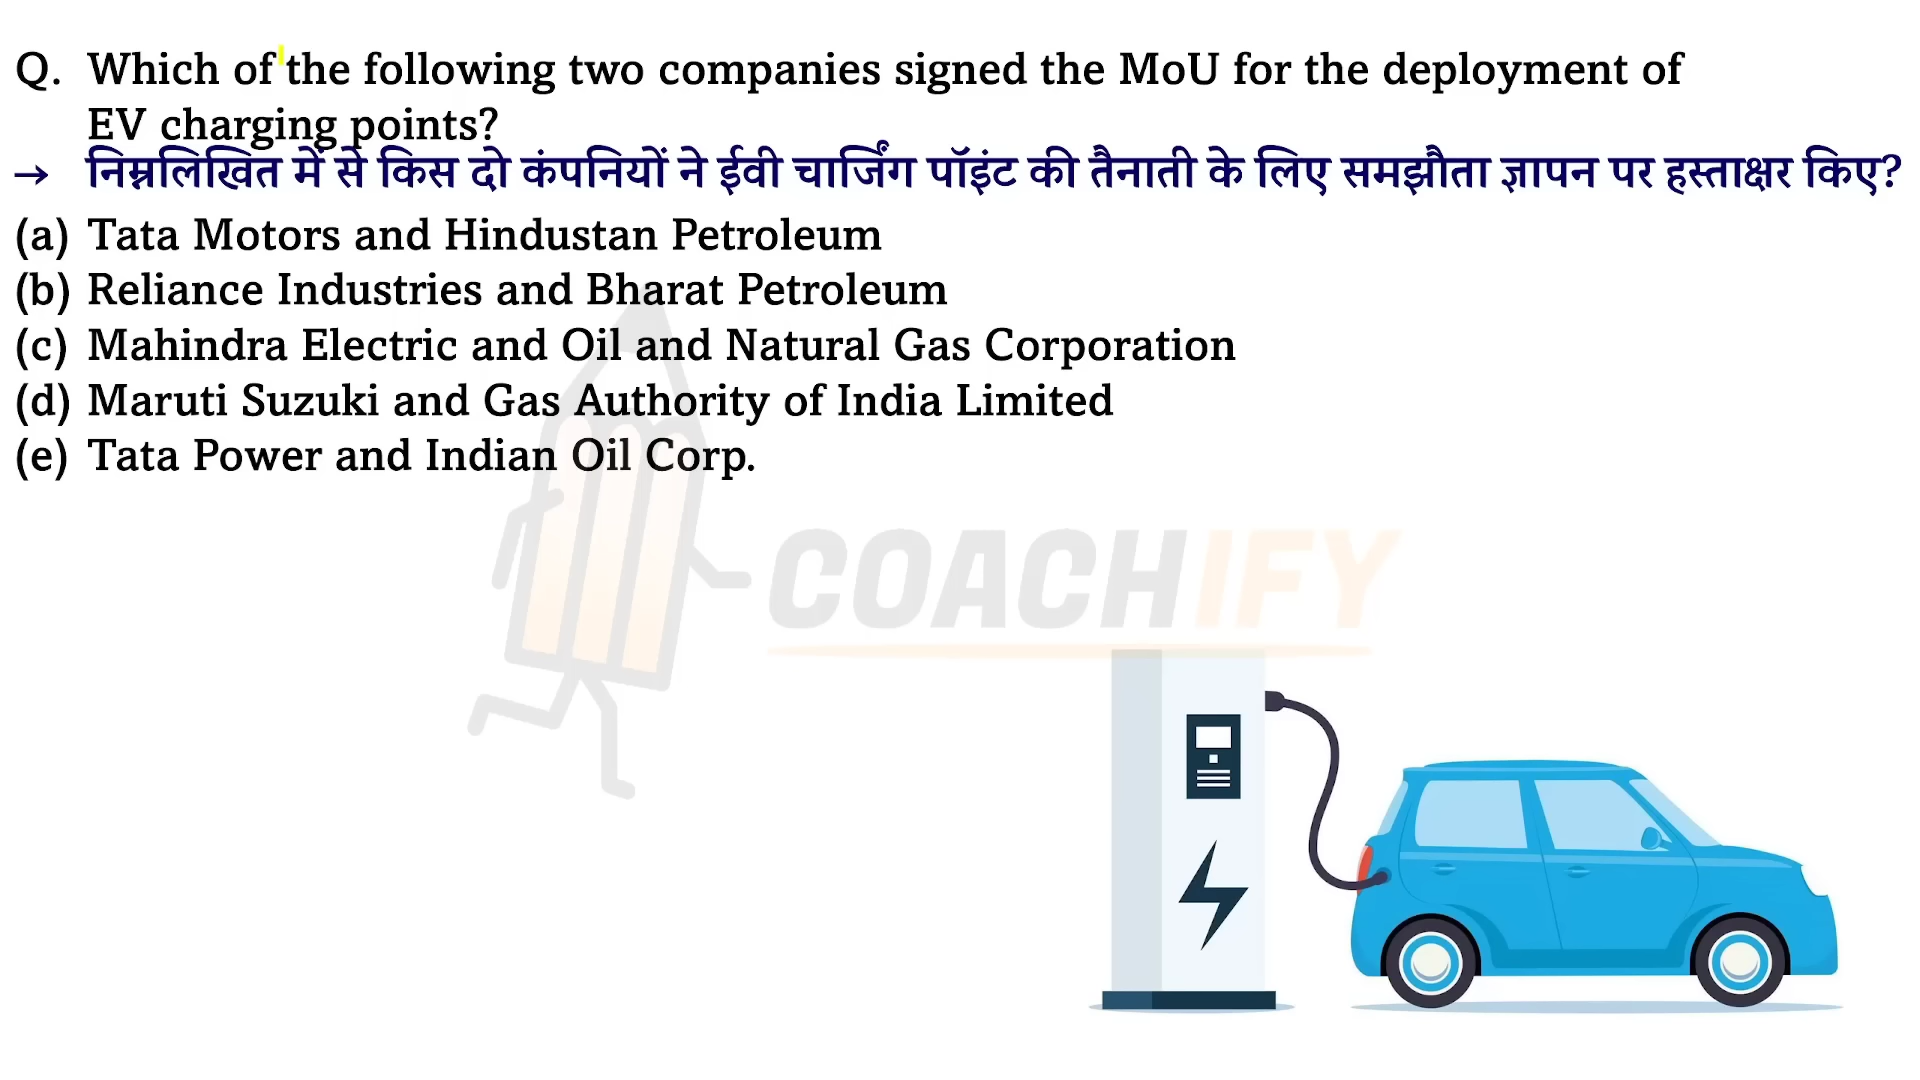 Q. Which of the following two companies signed the MoU for the deployment of
EV charging points?
→ निम्नलिखित में से किस दो कंपनियों ने ईवी चार्जिंग पॉइंट की तैनाती के लिए समझौता ज्ञापन पर हस्ताक्षर किए?
(a) Tata Motors and Hindustan Petroleum
(b) Reliance Industries and Bharat Petroleum
(c) Mahindra Electric and Oil and Natural Gas Corporation
(d) Maruti Suzuki and Gas Authority of India Limited
(e) Tata Power and Indian Oil Corp.
COACHIFY